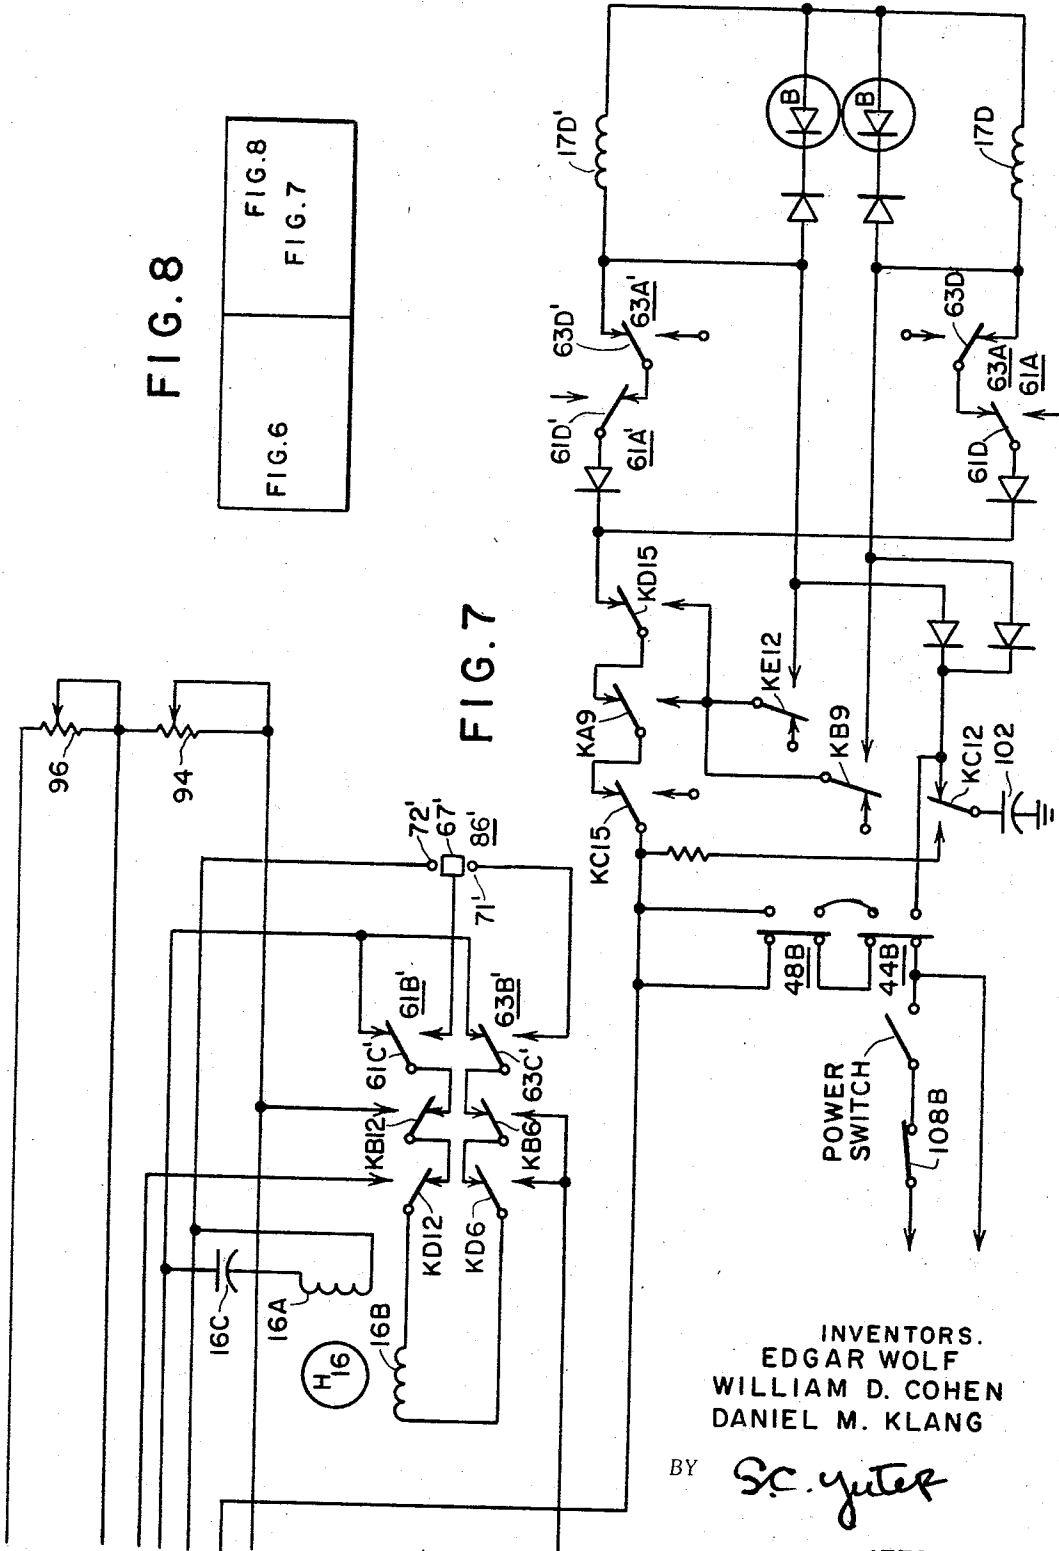 FIG.8
FIG.6
FIG.8
FIG.7
FIG.7
96
94
72'
67'
86'
71'
61B'
61C'
63B'
63C'
KB12
KB6
KD12
KD6
16C
16A
16B
H16
17D'
B
B
17D
63D'
63A'
61D'
61A'
63D
63A
61A
61D
KD15
KA9
KC15
KE12
KB9
KC12
102
48B
44B
POWER
SWITCH
108B
INVENTORS.
EDGAR WOLF
WILLIAM D. COHEN
DANIEL M. KLANG
BY S.C. Yuter